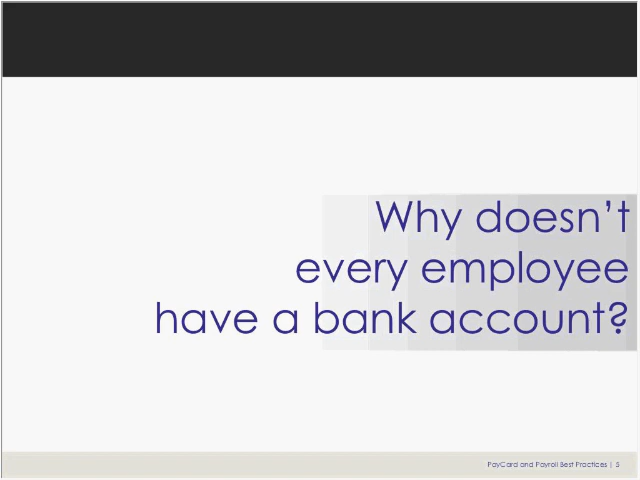 Why doesn’t
every employee
have a bank account?
PayCard and Payroll Best Practices | 5